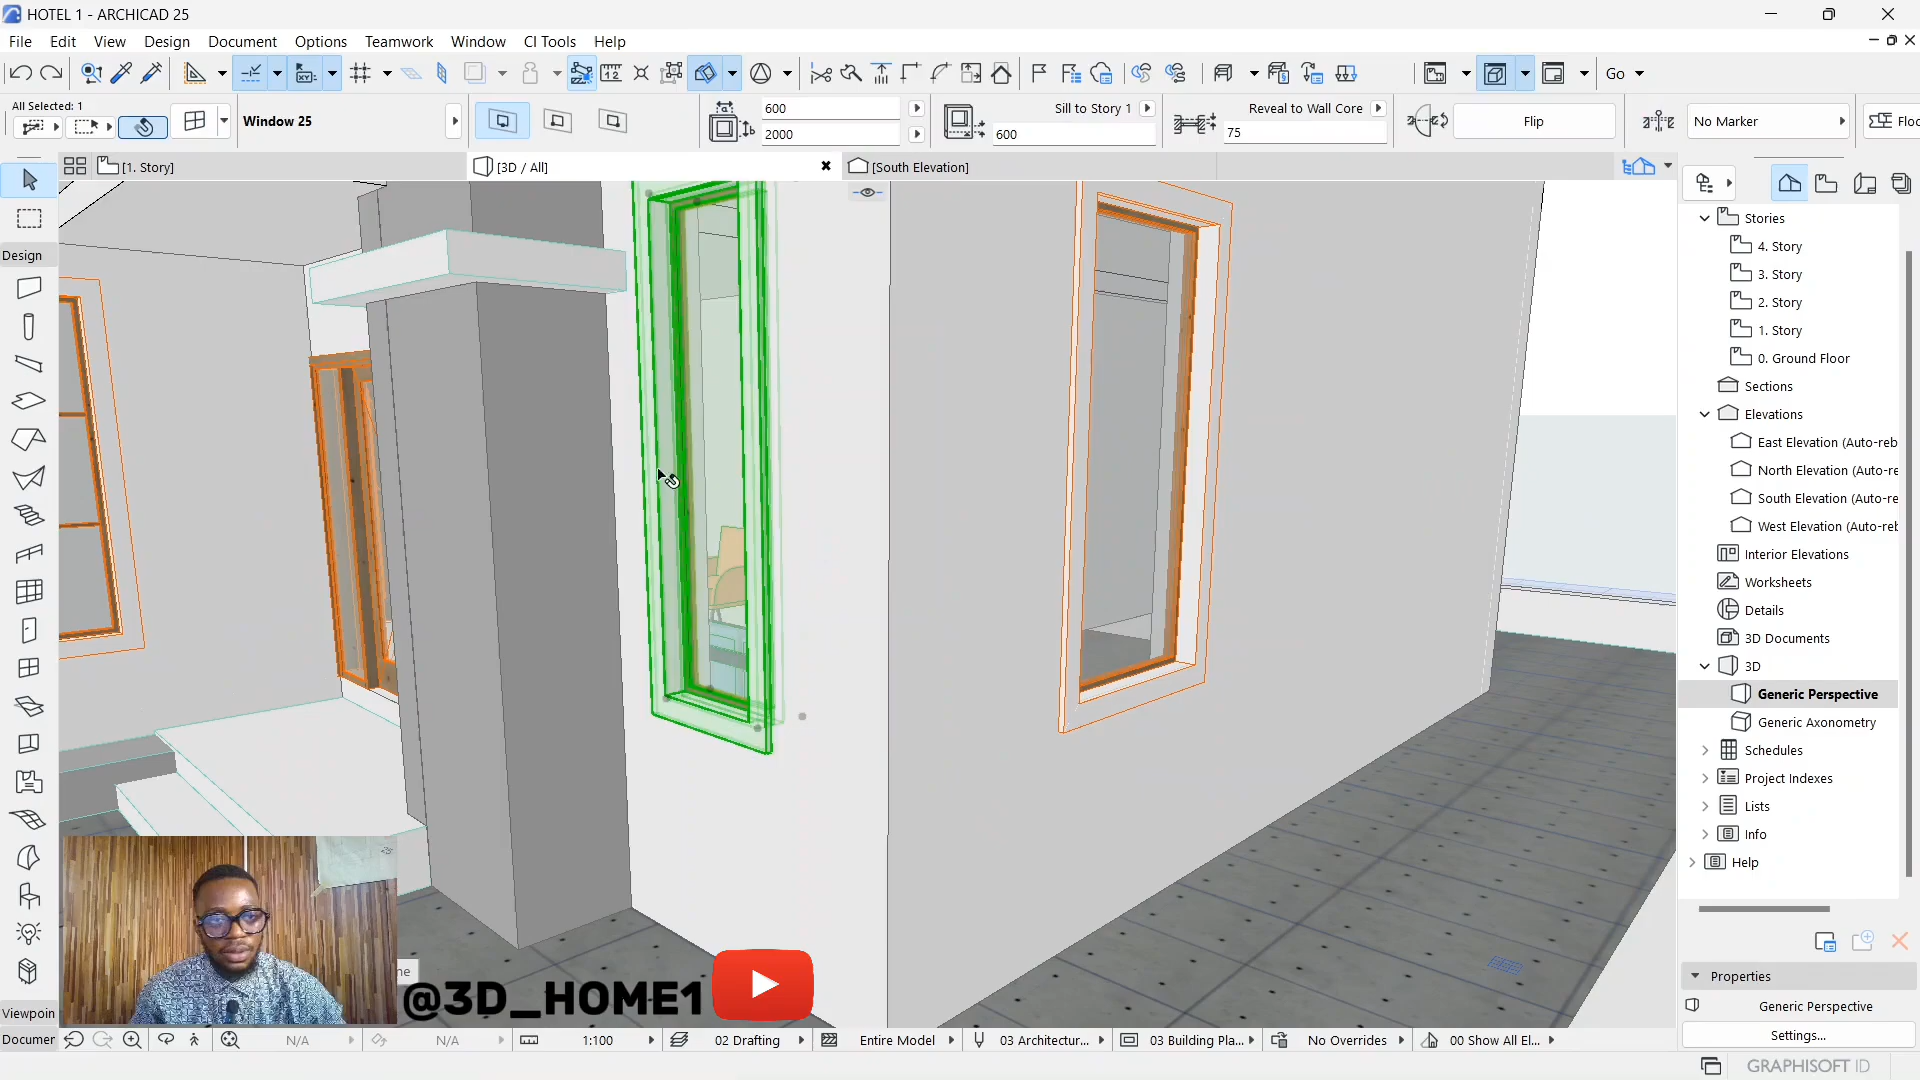 HOTEL 1 - ARCHICAD 25
File Edit View Design Document Options Teamwork Window CI Tools Help
Go
All Selected: 1
Window 25
600
2000
Sill to Story 1
600
Reveal to Wall Core
75
Flip
No Marker
Floo
[1. Story]
[3D / All]
[South Elevation]
Design
Viewpoin
Documer
Stories
4. Story
3. Story
2. Story
1. Story
0. Ground Floor
Sections
Elevations
East Elevation (Auto-reb
North Elevation (Auto-re
South Elevation (Auto-re
West Elevation (Auto-reb
Interior Elevations
Worksheets
Details
3D Documents
3D
Generic Perspective
Generic Axonometry
Schedules
Project Indexes
Lists
Info
Help
Properties
Generic Perspective
Settings...
ne
@3D_HOME1
N/A
N/A
1:100
02 Drafting
Entire Model
03 Architectur...
03 Building Pla...
No Overrides
00 Show All El...
GRAPHISOFT ID